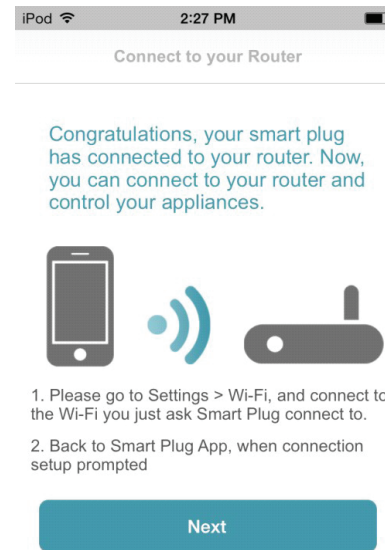 iPod 2:27 PM
Connect to your Router
Congratulations, your smart plug
has connected to your router. Now,
you can connect to your router and
control your appliances.
1. Please go to Settings > Wi-Fi, and connect to
the Wi-Fi you just ask Smart Plug connect to.
2. Back to Smart Plug App, when connection
setup prompted
Next